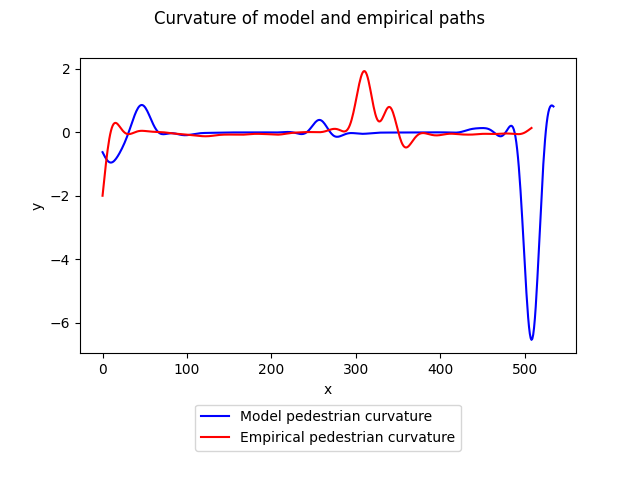 Curvature of model and empirical paths
2
0
−2
−4
−6
y
0 100 200 300 400 500
x
Model pedestrian curvature
Empirical pedestrian curvature